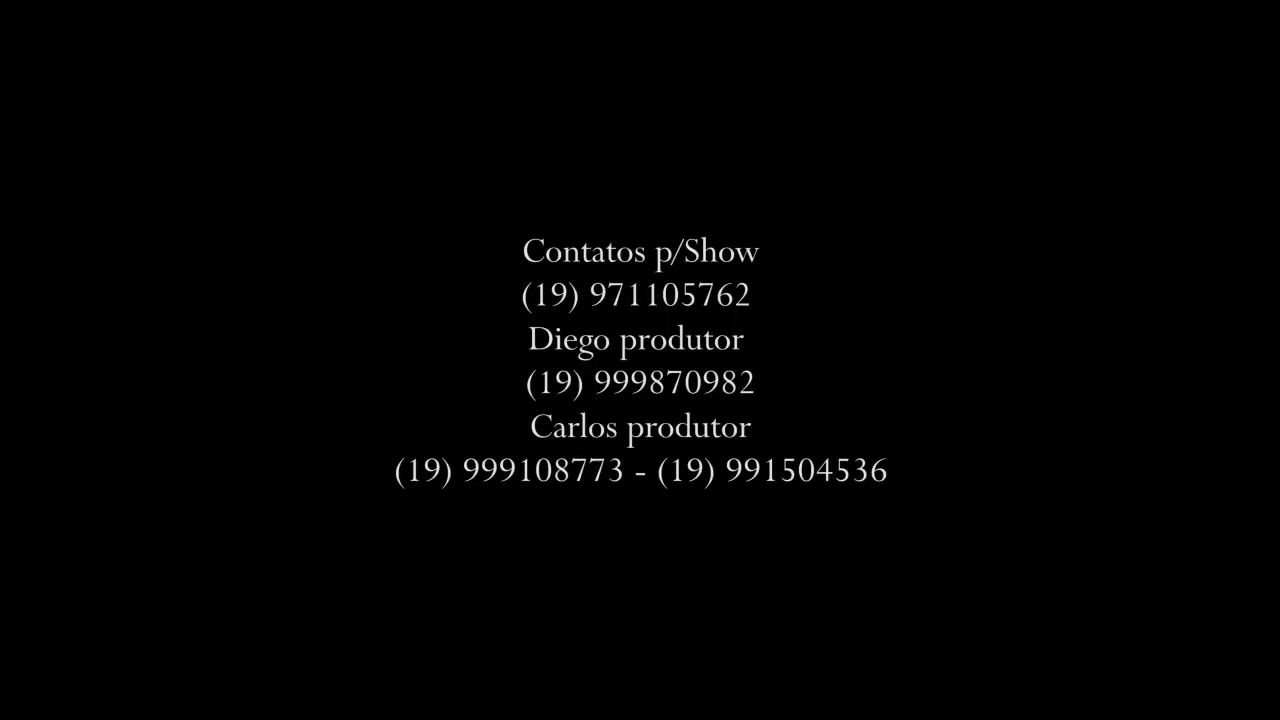 Contatos p/Show
(19) 971105762
Diego produtor
(19) 999870982
Carlos produtor
(19) 999108773 - (19) 991504536